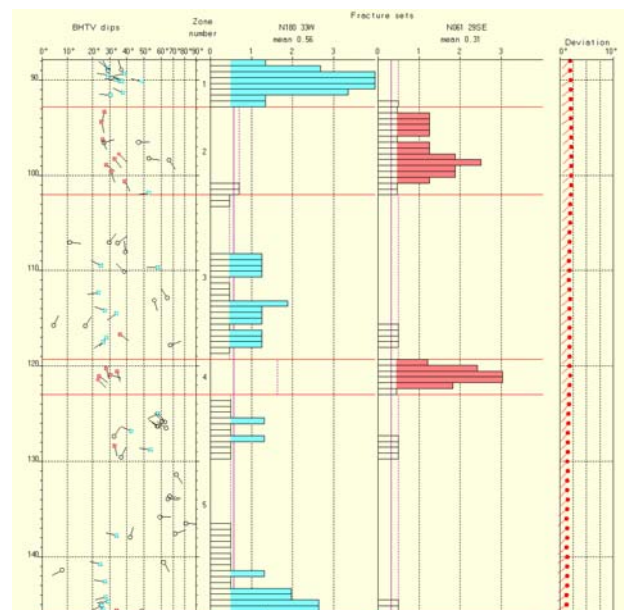 Fracture sets
BHTV dips
Zone number
N180 33W
mean 0.56
N061 29SE
mean 0.31
Deviation
0° 10° 20° 30° 40° 50° 60° 70° 80° 90°
0 1 2 3
0 1 2 3
0° 10°
90
1
2
100
110
3
120
4
130
5
140